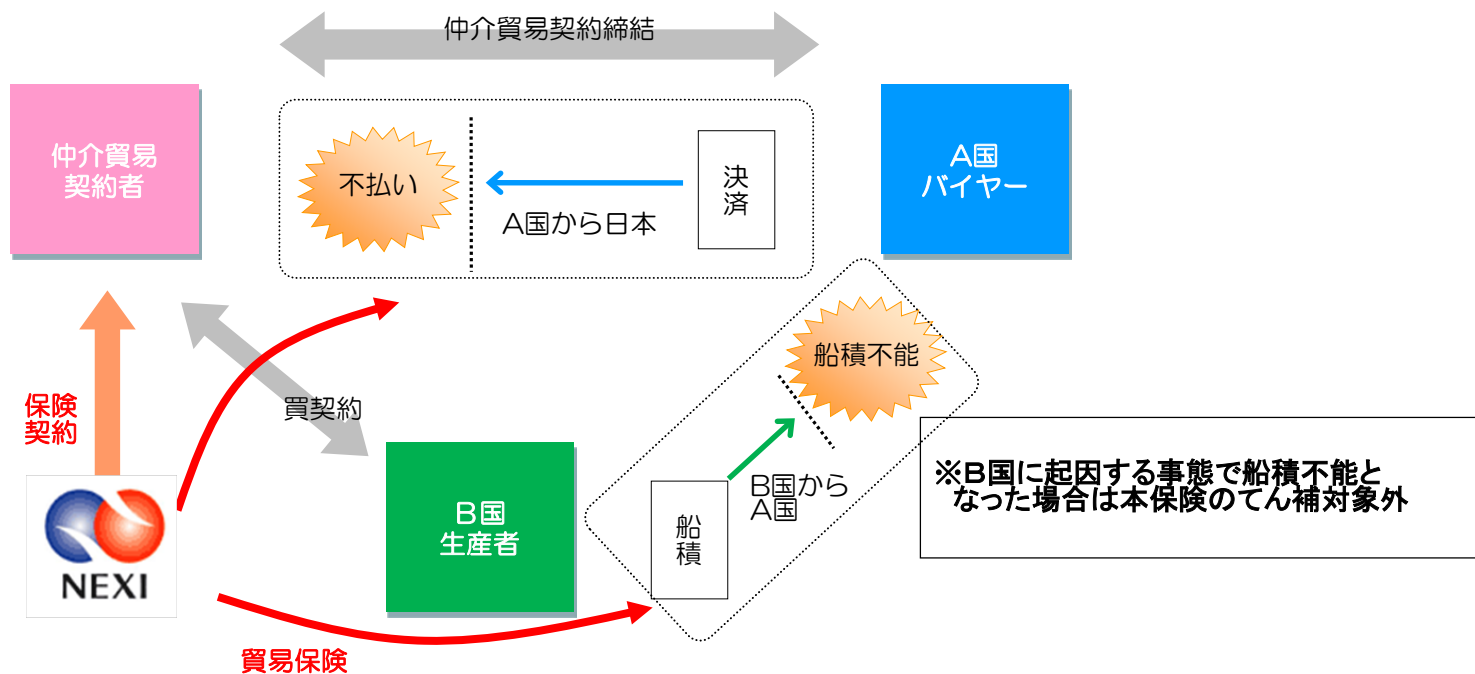 仲介貿易契約締結
仲介貿易
契約者
不払い
A国から日本
決
済
A国
バイヤー
船積不能
保険
契約
買契約
B国
生産者
船
積
B国から
A国
※B国に起因する事態で船積不能と
なった場合は本保険のてん補対象外
NEXI
貿易保険